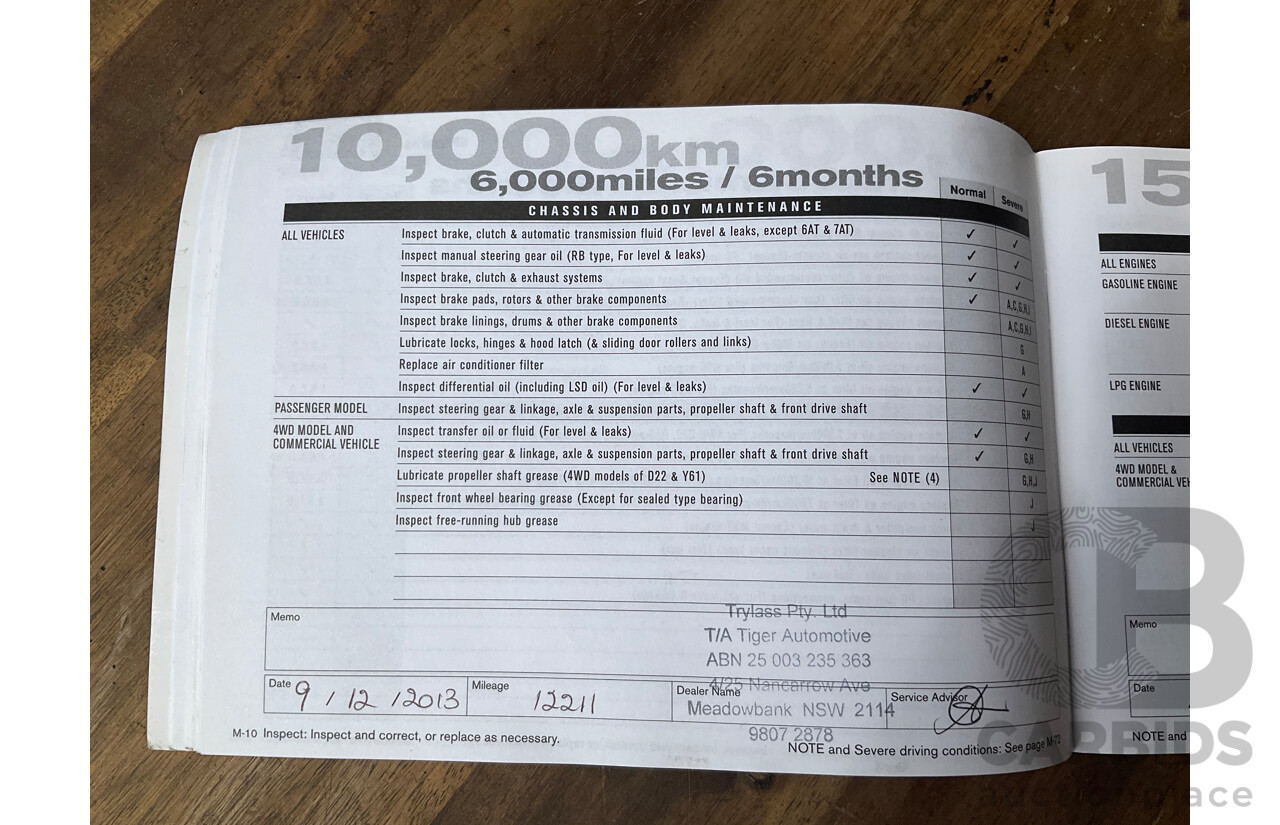 10,000km
6,000miles / 6months
Normal Severe
CHASSIS AND BODY MAINTENANCE
ALL VEHICLES Inspect brake, clutch & automatic transmission fluid (For level & leaks, except 6AT & 7AT) ✓ ✓
Inspect manual steering gear oil (RB type, For level & leaks) ✓ ✓
Inspect brake, clutch & exhaust systems ✓ ✓
Inspect brake pads, rotors & other brake components ✓ A,C,G,H,I
Inspect brake linings, drums & other brake components A,C,G,H,I
Lubricate locks, hinges & hood latch (& sliding door rollers and links) G
Replace air conditioner filter A
Inspect differential oil (including LSD oil) (For level & leaks) ✓ ✓
PASSENGER MODEL Inspect steering gear & linkage, axle & suspension parts, propeller shaft & front drive shaft G,H
4WD MODEL AND COMMERCIAL VEHICLE Inspect transfer oil or fluid (For level & leaks) ✓ ✓
Inspect steering gear & linkage, axle & suspension parts, propeller shaft & front drive shaft ✓ G,H
Lubricate propeller shaft grease (4WD models of D22 & Y61) See NOTE (4) G,H,J
Inspect front wheel bearing grease (Except for sealed type bearing) J
Inspect free-running hub grease J
Memo
Trylass Pty. Ltd
T/A Tiger Automotive
ABN 25 003 235 363
4/25 Nancarrow Ave
Meadowbank NSW 2114
9807 2878
Date 9 / 12 / 2013 Mileage 12211 Dealer Name Service Advisor
M-10 Inspect: Inspect and correct, or replace as necessary.
NOTE and Severe driving conditions: See page M-72
15
ALL ENGINES
GASOLINE ENGINE
DIESEL ENGINE
LPG ENGINE
ALL VEHICLES
4WD MODEL &
COMMERCIAL VEH
Memo
Date
NOTE and
CB
CARBIDS